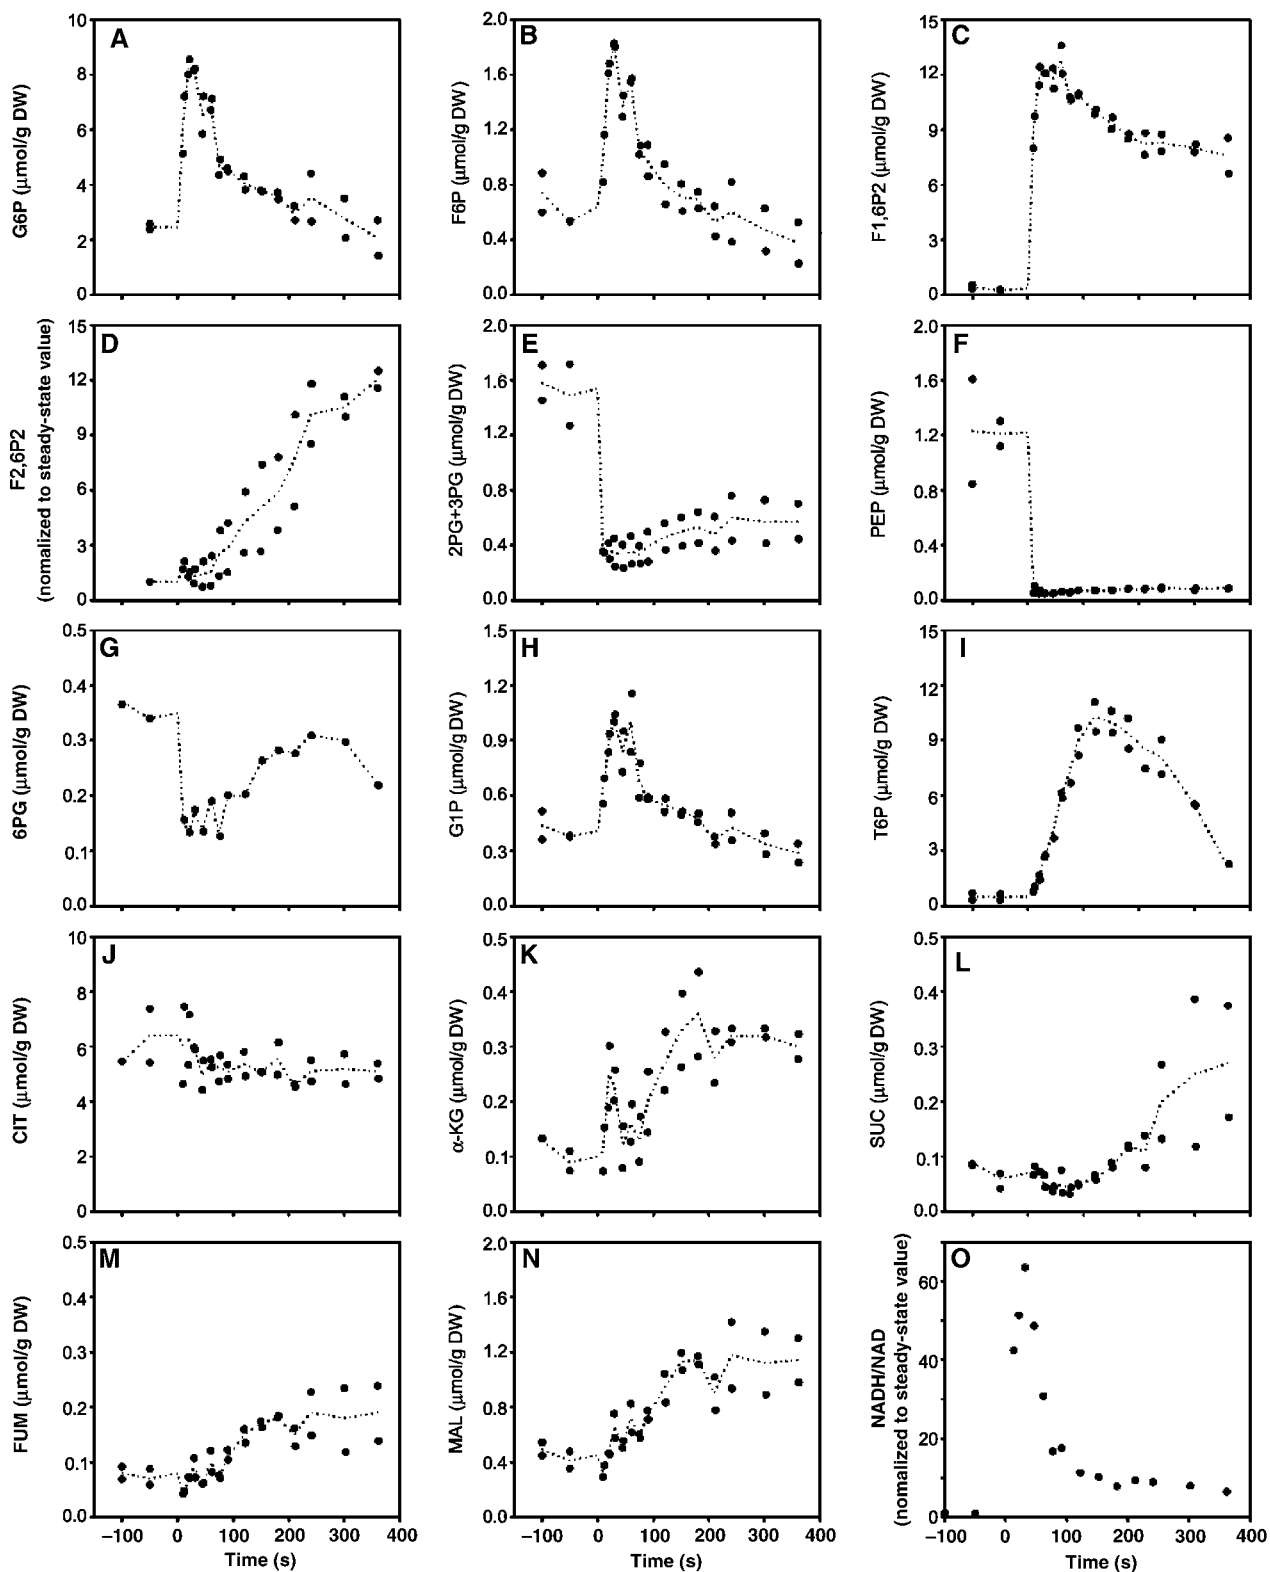 A
G6P (μmol/g DW)
10
8
6
4
2
0
B
F6P (μmol/g DW)
2.0
1.6
1.2
0.8
0.4
0.0
C
F1,6P2 (μmol/g DW)
15
12
9
6
3
0
D
F2,6P2
(nomalized to steady-state value)
15
12
9
6
3
0
E
2PG+3PG (μmol/g DW)
2.0
1.6
1.2
0.8
0.4
0.0
F
PEP (μmol/g DW)
2.0
1.6
1.2
0.8
0.4
0.0
G
6PG (μmol/g DW)
0.5
0.4
0.3
0.2
0.1
0.0
H
G1P (μmol/g DW)
1.5
1.2
0.9
0.6
0.3
0.0
I
T6P (μmol/g DW)
15
12
9
6
3
0
J
CIT (μmol/g DW)
10
8
6
4
2
0
K
α-KG (μmol/g DW)
0.5
0.4
0.3
0.2
0.1
0.0
L
SUC (μmol/g DW)
0.5
0.4
0.3
0.2
0.1
0.0
M
FUM (μmol/g DW)
0.5
0.4
0.3
0.2
0.1
0.0
–100 0 100 200 300 400
Time (s)
N
MAL (μmol/g DW)
2.0
1.6
1.2
0.8
0.4
0.0
–100 0 100 200 300 400
Time (s)
O
NADH/NAD
(normalized to steady-state value)
60
40
20
0
–100 0 100 200 300 400
Time (s)